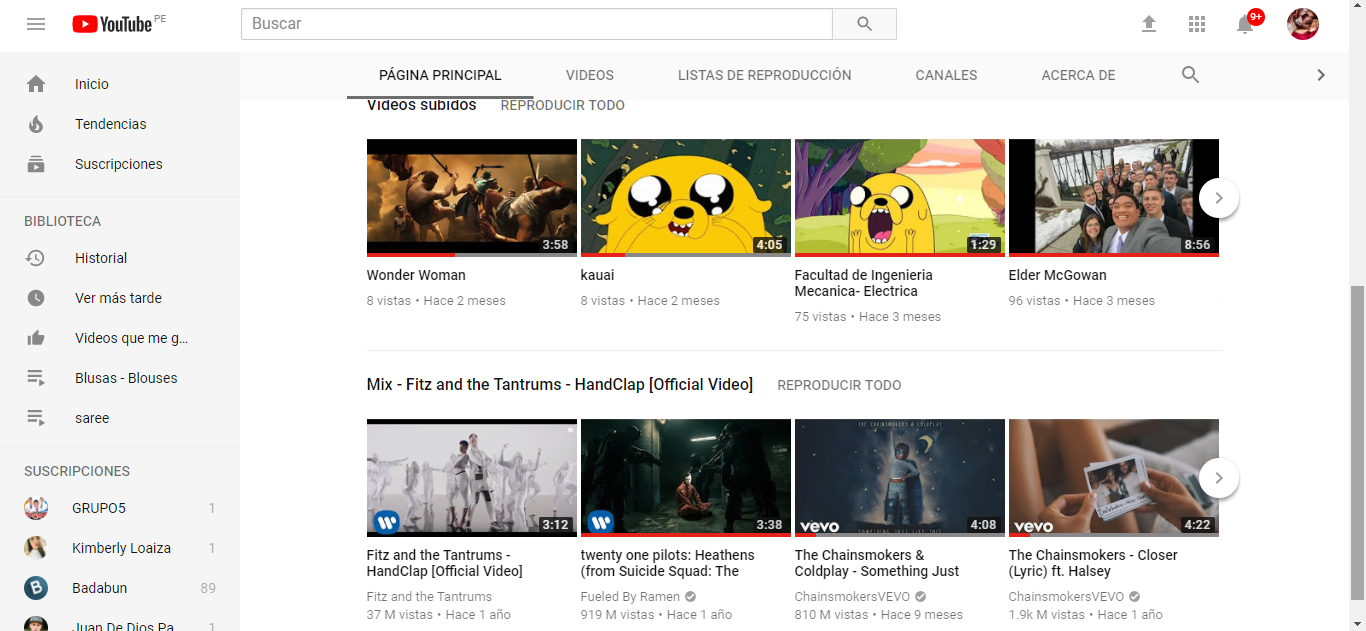 YouTube PE
Buscar
9+
Inicio
Tendencias
Suscripciones
BIBLIOTECA
Historial
Ver más tarde
Videos que me g...
Blusas - Blouses
saree
SUSCRIPCIONES
GRUPO5 1
Kimberly Loaiza 1
Badabun 89
Juan De Dios Pa 1
PÁGINA PRINCIPAL VIDEOS LISTAS DE REPRODUCCIÓN CANALES ACERCA DE
Videos subidos REPRODUCIR TODO
3:58 4:05 1:29 8:56
Wonder Woman
8 vistas • Hace 2 meses
kauai
8 vistas • Hace 2 meses
Facultad de Ingenieria
Mecanica- Electrica
75 vistas • Hace 3 meses
Elder McGowan
96 vistas • Hace 3 meses
Mix - Fitz and the Tantrums - HandClap [Official Video] REPRODUCIR TODO
3:12
3:38
THE CHAINSMOKERS & COLDPLAY
SOMETHING JUST LIKE THIS
vevo 4:08
vevo 4:22
Fitz and the Tantrums -
HandClap [Official Video]
Fitz and the Tantrums
37 M vistas • Hace 1 año
twenty one pilots: Heathens
(from Suicide Squad: The
Fueled By Ramen
919 M vistas • Hace 1 año
The Chainsmokers &
Coldplay - Something Just
ChainsmokersVEVO
810 M vistas • Hace 9 meses
The Chainsmokers - Closer
(Lyric) ft. Halsey
ChainsmokersVEVO
1.9k M vistas • Hace 1 año